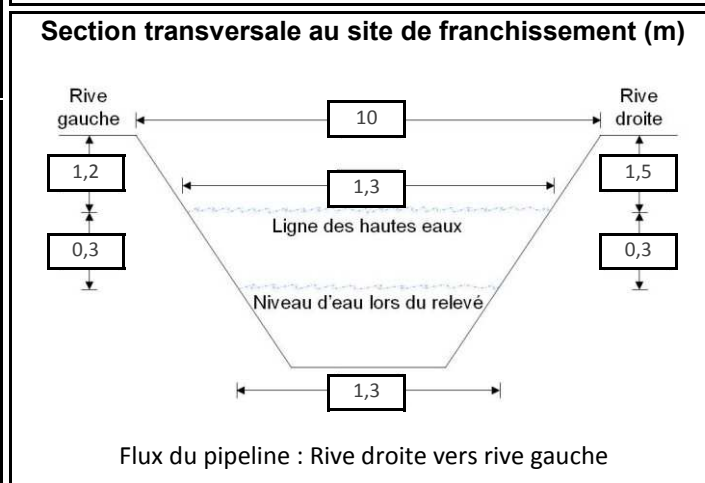 Section transversale au site de franchissement (m)
Rive
gauche
10
Rive
droite
1,2
1,3
1,5
Ligne des hautes eaux
0,3
0,3
Niveau d'eau lors du relevé
1,3
Flux du pipeline : Rive droite vers rive gauche